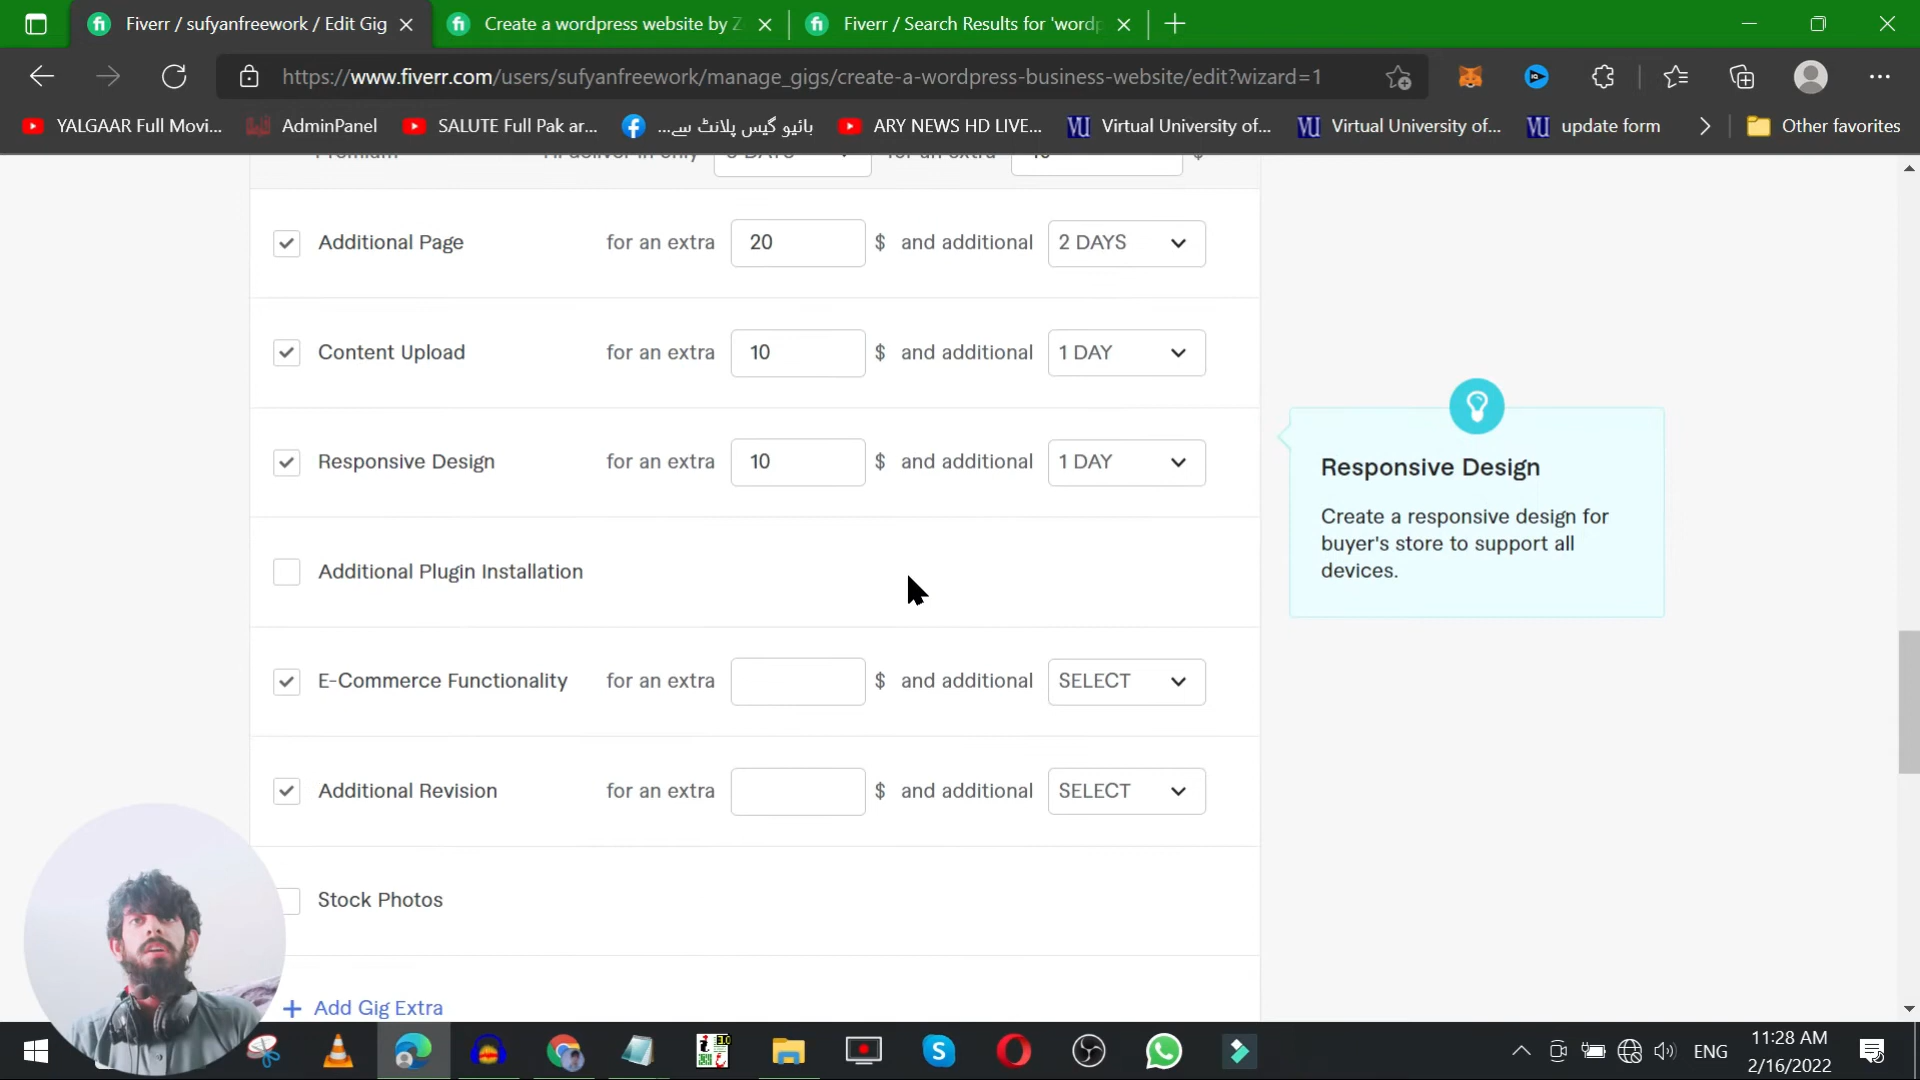 Fiverr / sufyanfreework / Edit Gig
Create a wordpress website by Z
Fiverr / Search Results for 'wordp
https://www.fiverr.com/users/sufyanfreework/manage_gigs/create-a-wordpress-business-website/edit?wizard=1
YALGAAR Full Movi...
AdminPanel
SALUTE Full Pak ar...
بائیو گیس پلانٹ سے...
ARY NEWS HD LIVE...
Virtual University of...
Virtual University of...
update form
Other favorites
Additional Page for an extra 20 $ and additional 2 DAYS
Content Upload for an extra 10 $ and additional 1 DAY
Responsive Design for an extra 10 $ and additional 1 DAY
Additional Plugin Installation
E-Commerce Functionality for an extra $ and additional SELECT
Additional Revision for an extra $ and additional SELECT
Stock Photos
+ Add Gig Extra
Responsive Design
Create a responsive design for
buyer's store to support all
devices.
ENG
11:28 AM
2/16/2022